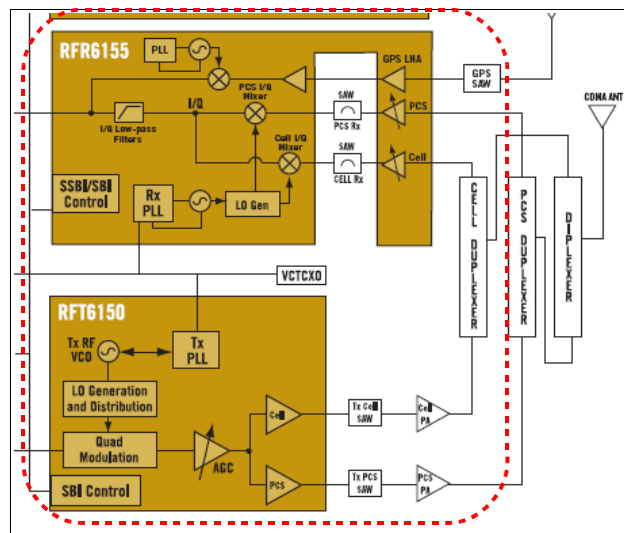 RFR6155
PLL
GPS LNA
GPS
SAW
CDMA ANT
PCS I/Q
Mixer
SAW
PCS
I/Q
PCS Rx
I/Q Low-pass
Filters
Cell I/Q
Mixer
SAW
Cell
CELL Rx
SSBI/SBI
Control
Rx
PLL
LO Gen
CELL DUPLEXER
PCS DUPLEXER
DIPLEXER
VCTCXO
RFT6150
Tx RF
VCO
Tx
PLL
LO Generation
and Distribution
Cell
Tx Cell
SAW
Cell
PA
Quad
Modulation
AGC
PCS
Tx PCS
SAW
PCS
PA
SBI Control